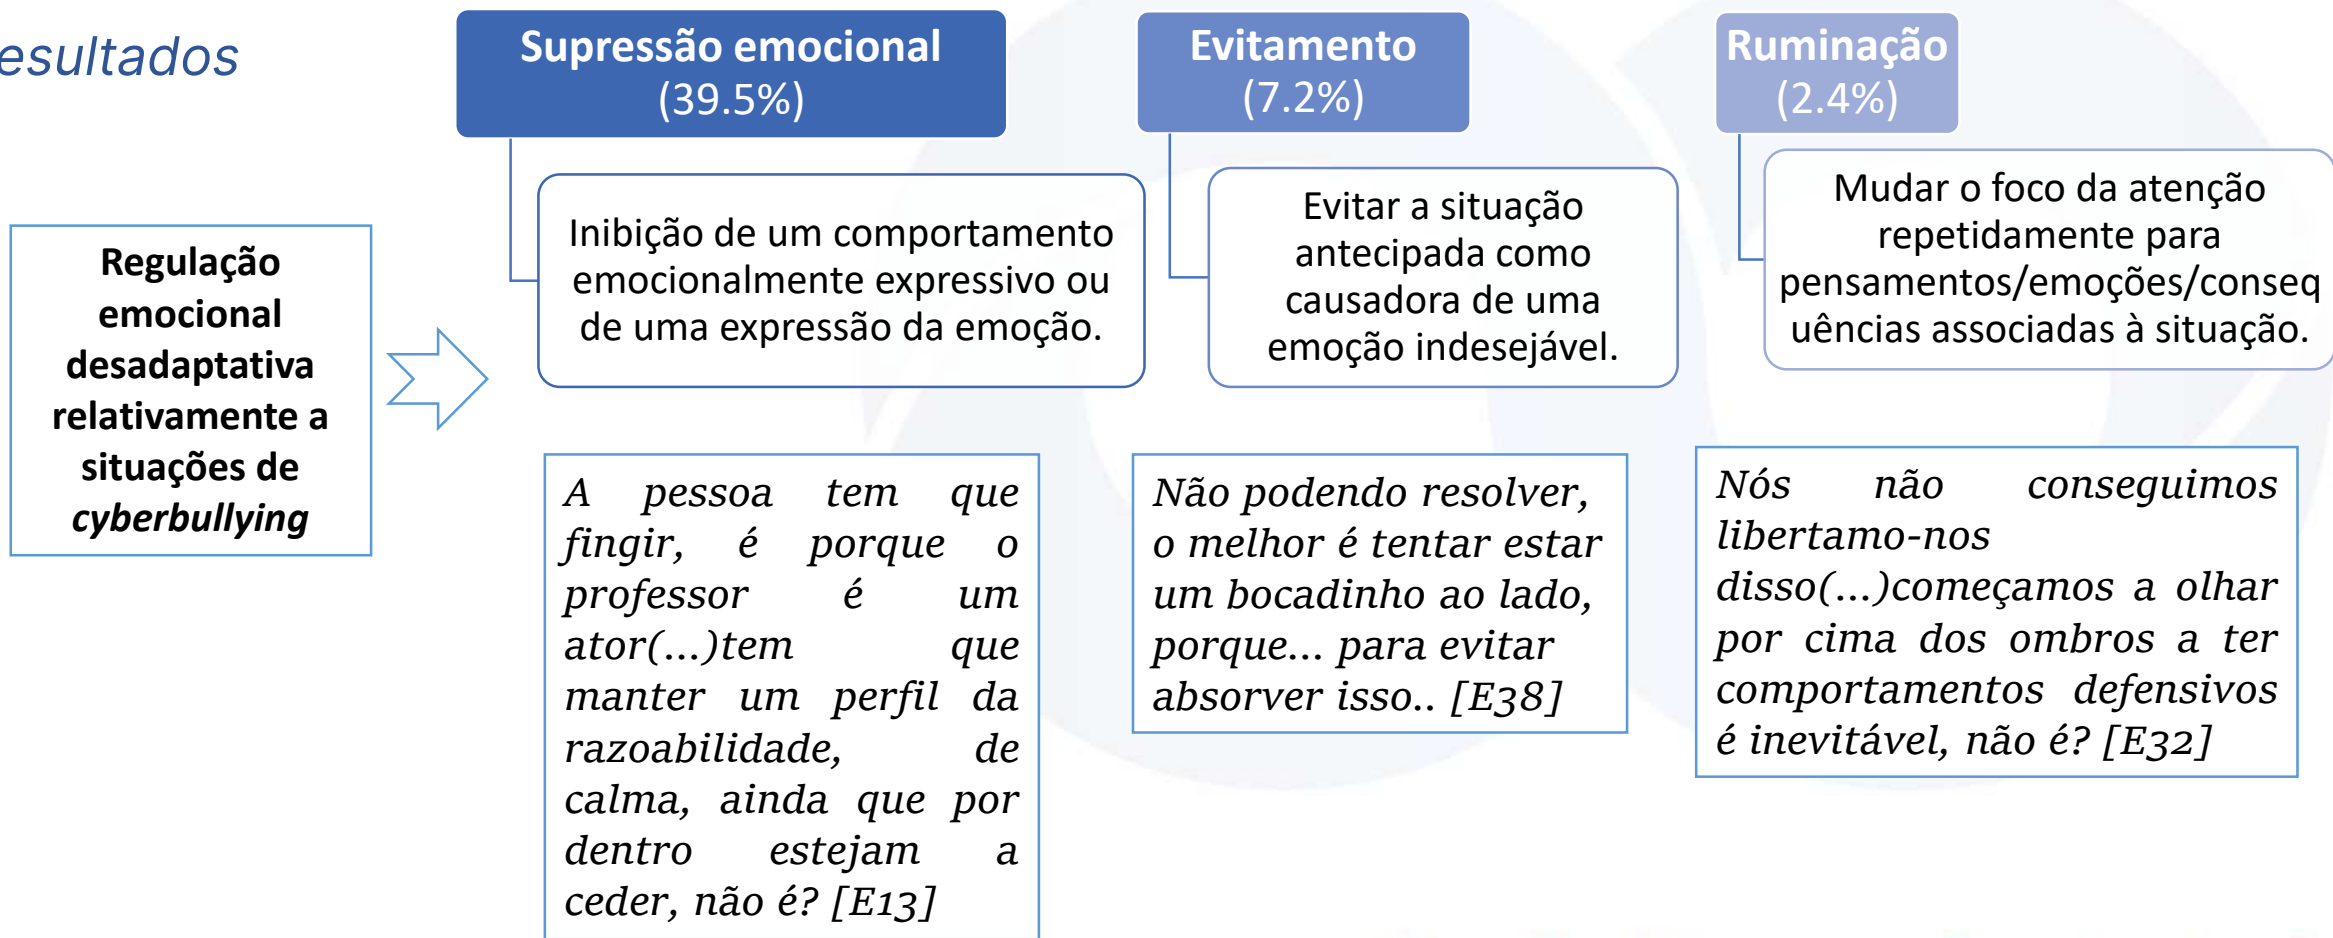 esultados
Supressão emocional
(39.5%)
Evitamento
(7.2%)
Ruminação
(2.4%)
Regulação
emocional
desadaptativa
relativamente a
situações de
cyberbullying
Inibição de um comportamento
emocionalmente expressivo ou
de uma expressão da emoção.
Evitar a situação
antecipada como
causadora de uma
emoção indesejável.
Mudar o foco da atenção
repetidamente para
pensamentos/emoções/conseq
uências associadas à situação.
A pessoa tem que
fingir, é porque o
professor é um
ator(...)tem que
manter um perfil da
razoabilidade, de
calma, ainda que por
dentro estejam a
ceder, não é? [E13]
Não podendo resolver,
o melhor é tentar estar
um bocadinho ao lado,
porque... para evitar
absorver isso.. [E38]
Nós não conseguimos
libertamo-nos
disso(...)começamos a olhar
por cima dos ombros a ter
comportamentos defensivos
é inevitável, não é? [E32]